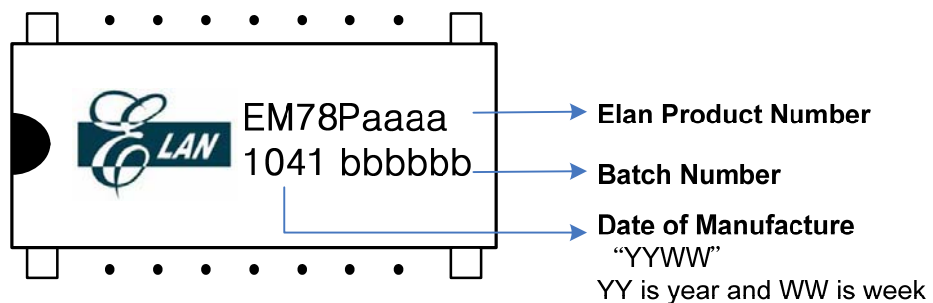 ELAN
EM78Paaaa
1041 bbbbbb
Elan Product Number
Batch Number
Date of Manufacture
“YYWW”
YY is year and WW is week